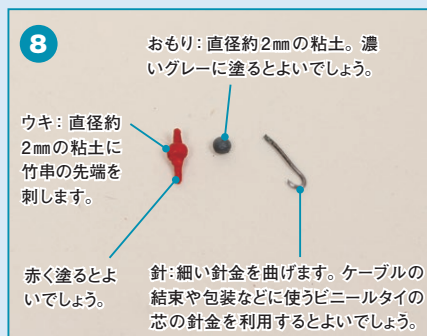 8
おもり：直径約2㎜の粘土。濃
いグレーに塗るとよいでしょう。
ウキ：直径約
2㎜の粘土に
竹串の先端を
刺します。
赤く塗るとよ
いでしょう。
針：細い針金を曲げます。ケーブルの
結束や包装などに使うビニールタイの
芯の針金を利用するとよいでしょう。